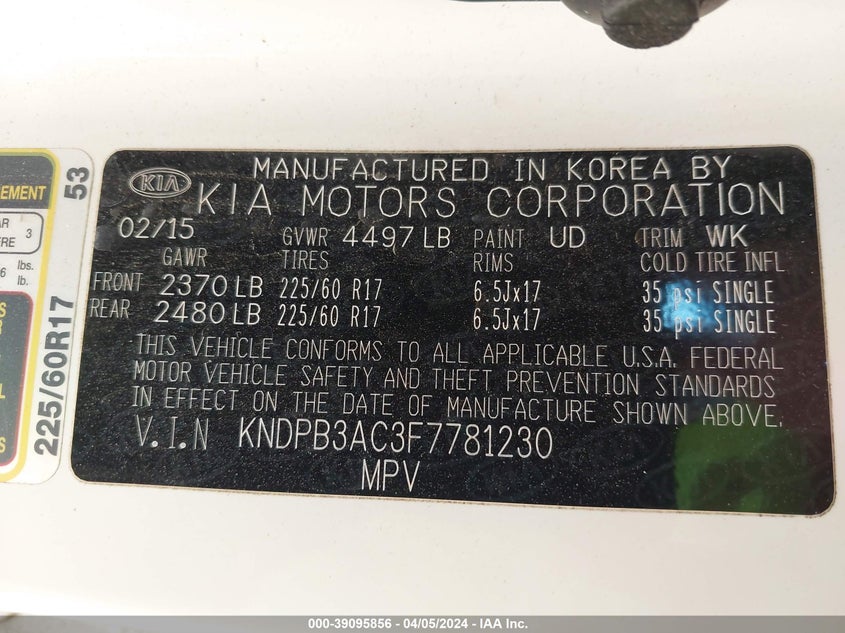 MANUFACTURED IN KOREA BY
KIA KIA MOTORS CORPORATION
02/15 GVWR 4497 LB PAINT UD TRIM WK
GAWR TIRES RIMS COLD TIRE INFL
FRONT 2370 LB 225/60 R17 6.5Jx17 35 psi SINGLE
REAR 2480 LB 225/60 R17 6.5Jx17 35 psi SINGLE
THIS VEHICLE CONFORMS TO ALL APPLICABLE U.S.A. FEDERAL
MOTOR VEHICLE SAFETY AND THEFT PREVENTION STANDARDS
IN EFFECT ON THE DATE OF MANUFACTURE SHOWN ABOVE.
V.I.N KNDPB3AC3F7781230
MPV
53
225/60R17
3
lbs.
lb.
000-39095856 - 04/05/2024 - IAA Inc.